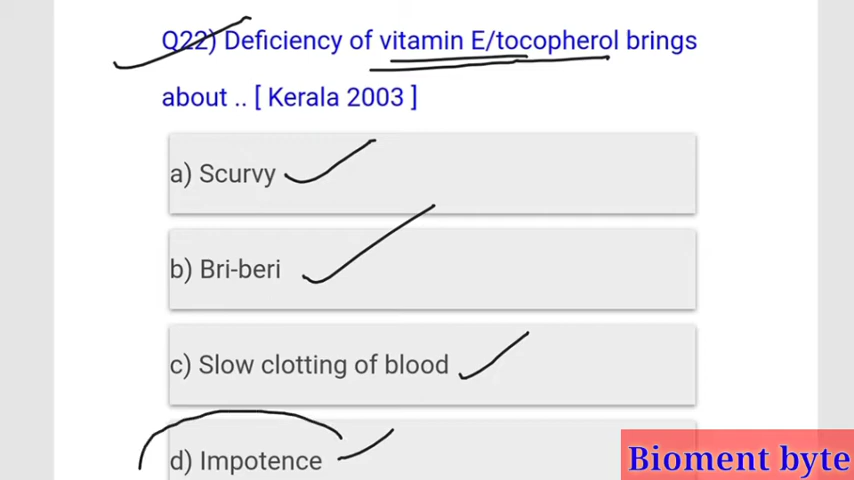 Q22) Deficiency of vitamin E/tocopherol brings
about .. [ Kerala 2003 ]
a) Scurvy
b) Bri-beri
c) Slow clotting of blood
d) Impotence
Bioment byte